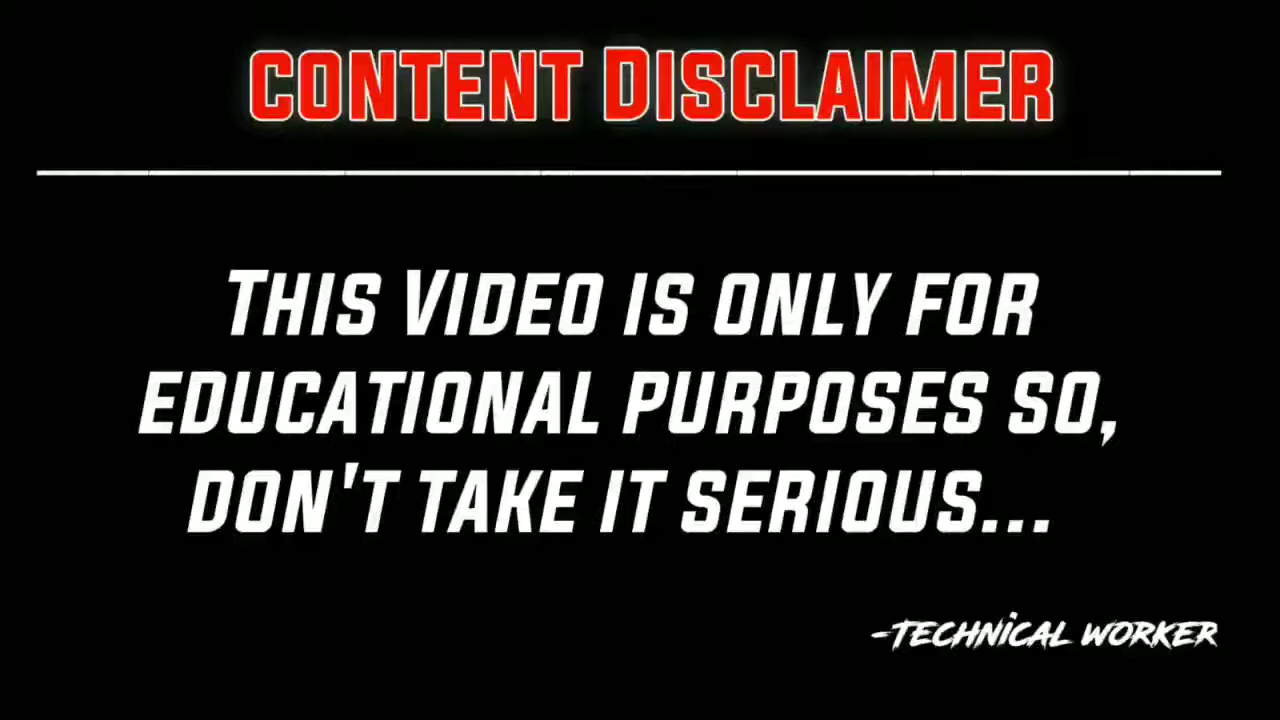 CONTENT DISCLAIMER
THIS VIDEO IS ONLY FOR
EDUCATIONAL PURPOSES SO,
DON'T TAKE IT SERIOUS...
-TECHNICAL WORKER